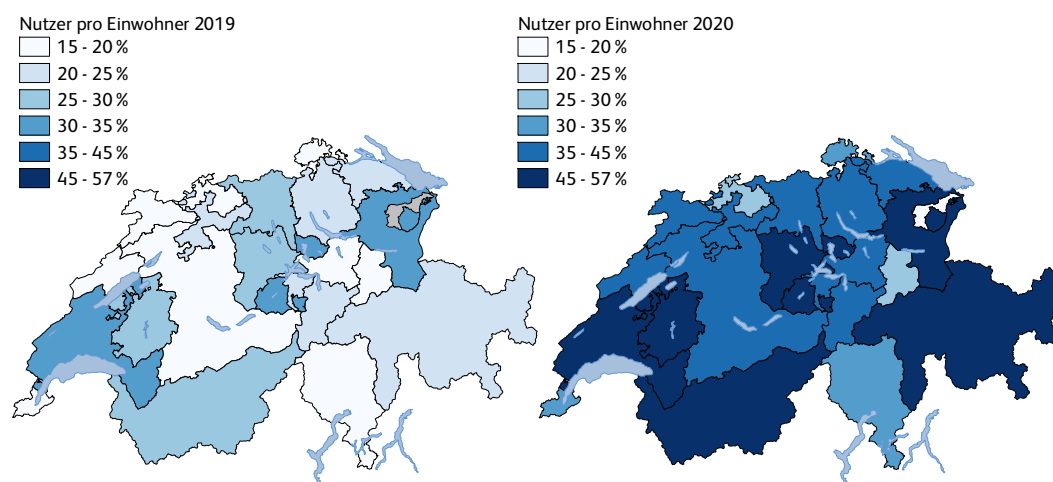 Nutzer pro Einwohner 2019
15 - 20 %
20 - 25 %
25 - 30 %
30 - 35 %
35 - 45 %
45 - 57 %
Nutzer pro Einwohner 2020
15 - 20 %
20 - 25 %
25 - 30 %
30 - 35 %
35 - 45 %
45 - 57 %